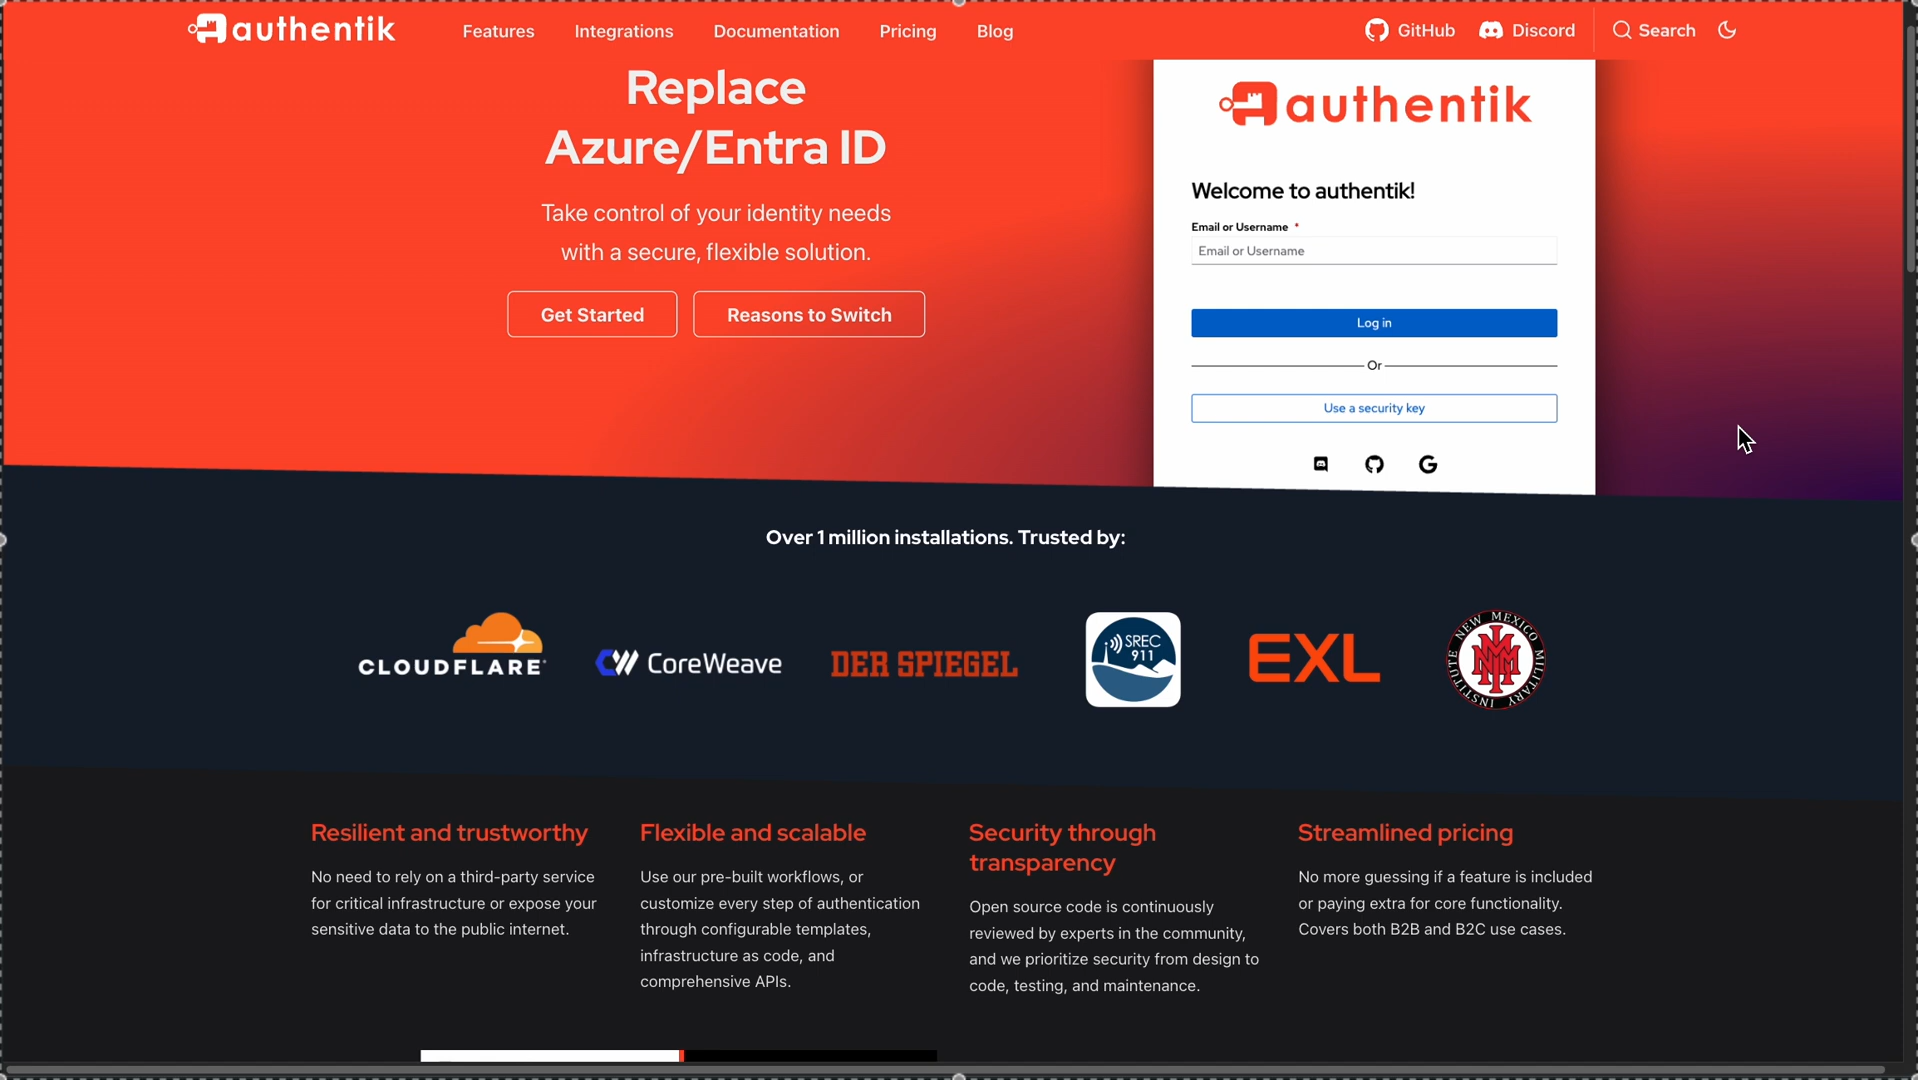 authentik Features Integrations Documentation Pricing Blog GitHub Discord Search
Replace
Azure/Entra ID
Take control of your identity needs
with a secure, flexible solution.
Get Started Reasons to Switch
authentik
Welcome to authentik!
Email or Username *
Email or Username
Log in
Or
Use a security key
Over 1 million installations. Trusted by:
CLOUDFLARE
CoreWeave
DER SPIEGEL
SREC
911
EXL
NEW MEXICO MILITARY INSTITUTE
NMMI
Resilient and trustworthy
No need to rely on a third-party service
for critical infrastructure or expose your
sensitive data to the public internet.
Flexible and scalable
Use our pre-built workflows, or
customize every step of authentication
through configurable templates,
infrastructure as code, and
comprehensive APIs.
Security through
transparency
Open source code is continuously
reviewed by experts in the community,
and we prioritize security from design to
code, testing, and maintenance.
Streamlined pricing
No more guessing if a feature is included
or paying extra for core functionality.
Covers both B2B and B2C use cases.